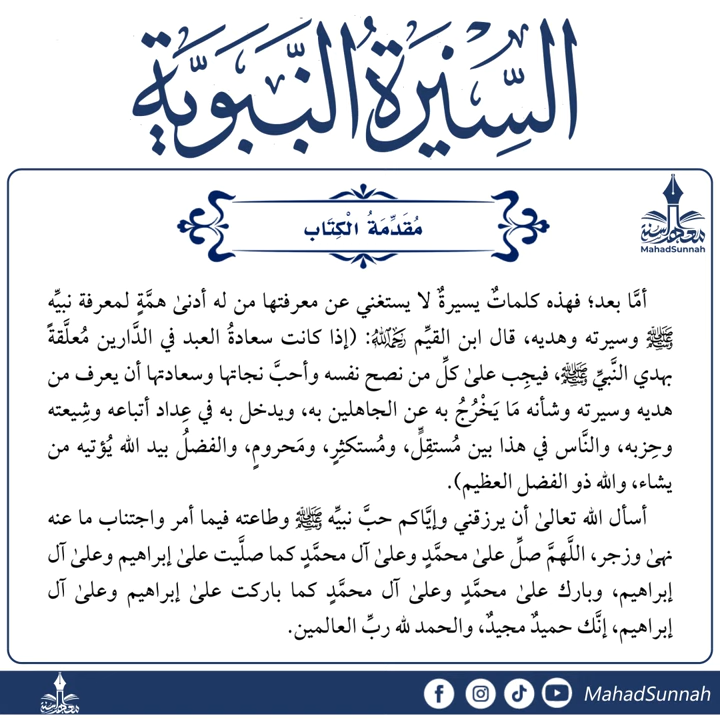 السِّيْرَةُ النَّبَوِيَّة
مُقَدِّمَةُ الْكِتَاب
MahadSunnah
أمَّا بعد؛ فهذه كلماتٌ يسيرةٌ لا يستغني عن معرفتها من له أدنىٰ همَّةٍ لمعرفة نبيِّه
ﷺ وسيرته وهديه، قال ابن القيِّم رَحِمَهُ اللهُ: (إذا كانت سعادةُ العبد في الدَّارين مُعلَّقةً
بهدي النَّبيِّ ﷺ، فيجِب علىٰ كلِّ من نصح نفسه وأحبَّ نجاتها وسعادتها أن يعرف من
هديه وسيرته وشأنه مَا يَخْرُجُ به عن الجاهلين به، ويدخل به في عِداد أتباعه وشِيعته
وحِزبه، والنَّاس في هذا بين مُستقِلٍّ، ومُستكثِرٍ، ومَحرومٍ، والفضلُ بيد الله يُؤتيه من
يشاء، والله ذو الفضل العظيم).
أسأل الله تعالىٰ أن يرزقني وإيَّاكم حبَّ نبيِّه ﷺ وطاعته فيما أمر واجتناب ما عنه
نهىٰ وزجر، اللَّهمَّ صلِّ علىٰ محمَّدٍ وعلىٰ آل محمَّدٍ كما صلَّيت علىٰ إبراهيم وعلىٰ آل
إبراهيم، وبارك علىٰ محمَّدٍ وعلىٰ آل محمَّدٍ كما باركت علىٰ إبراهيم وعلىٰ آل
إبراهيم، إنَّك حميدٌ مجيدٌ، والحمد لله ربِّ العالمين.
MahadSunnah